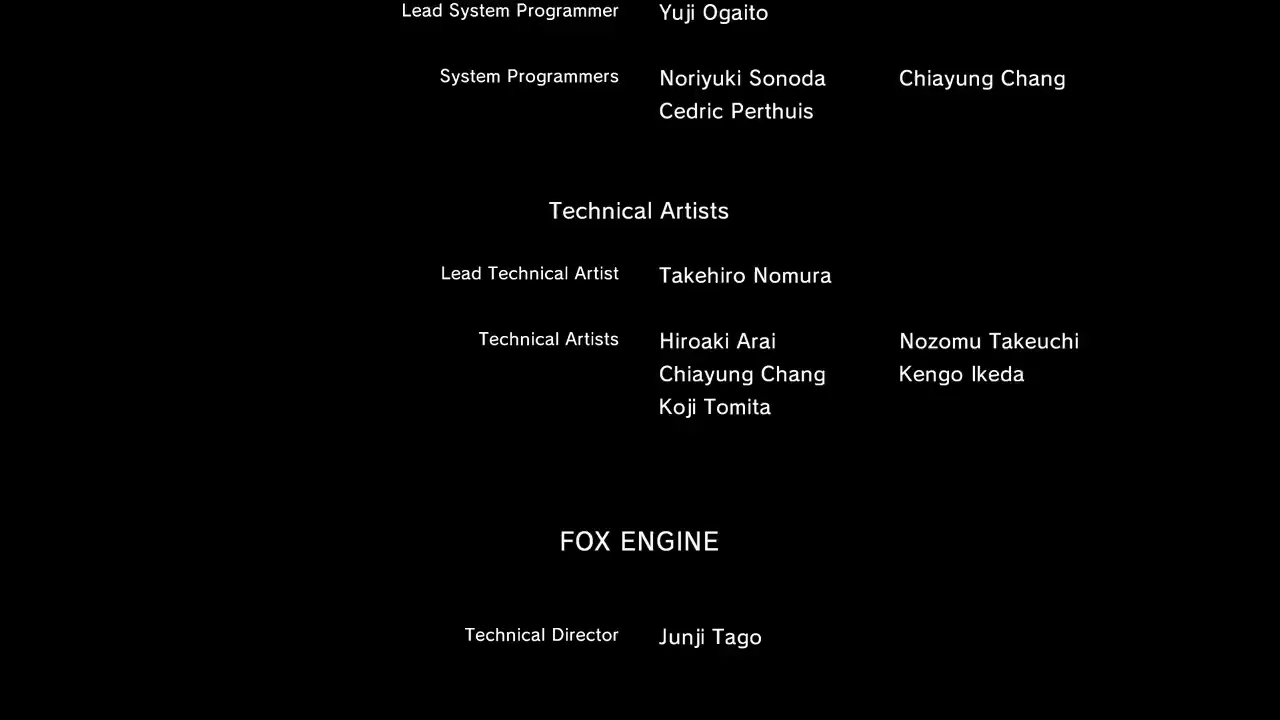 Lead System Programmer Yuji Ogaito
System Programmers Noriyuki Sonoda Chiayung Chang
Cedric Perthuis
Technical Artists
Lead Technical Artist Takehiro Nomura
Technical Artists Hiroaki Arai Nozomu Takeuchi
Chiayung Chang Kengo Ikeda
Koji Tomita
FOX ENGINE
Technical Director Junji Tago